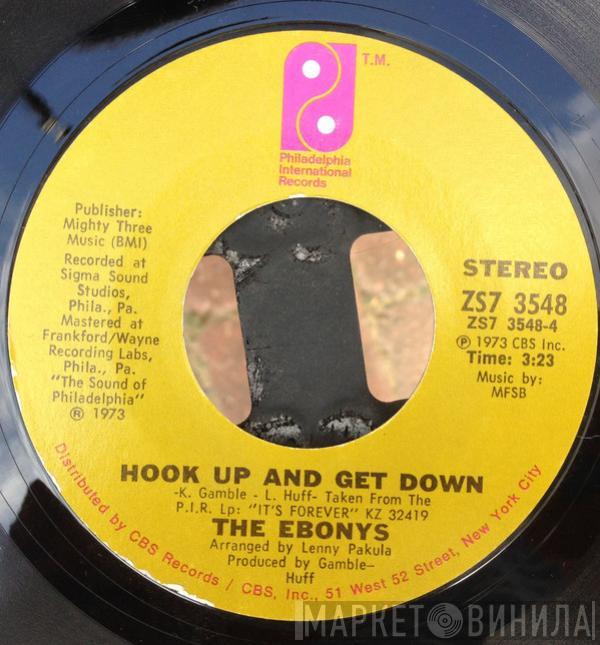 T.M.
Philadelphia
International
Records
Publisher:
Mighty Three
Music (BMI)
Recorded at
Sigma Sound
Studios,
Phila., Pa.
Mastered at
Frankford/Wayne
Recording Labs,
Phila., Pa.
"The Sound of
Philadelphia"
® 1973
STEREO
ZS7 3548
ZS7 3548-4
℗ 1973 CBS Inc.
Time: 3:23
Music by:
MFSB
HOOK UP AND GET DOWN
-K. Gamble - L. Huff- Taken From The
P.I.R. Lp: "IT'S FOREVER" KZ 32419
THE EBONYS
Arranged by Lenny Pakula
Produced by Gamble-
Huff
Distributed by CBS Records / CBS, Inc., 51 West 52 Street, New York City
МАРКЕТ ВИНИЛА